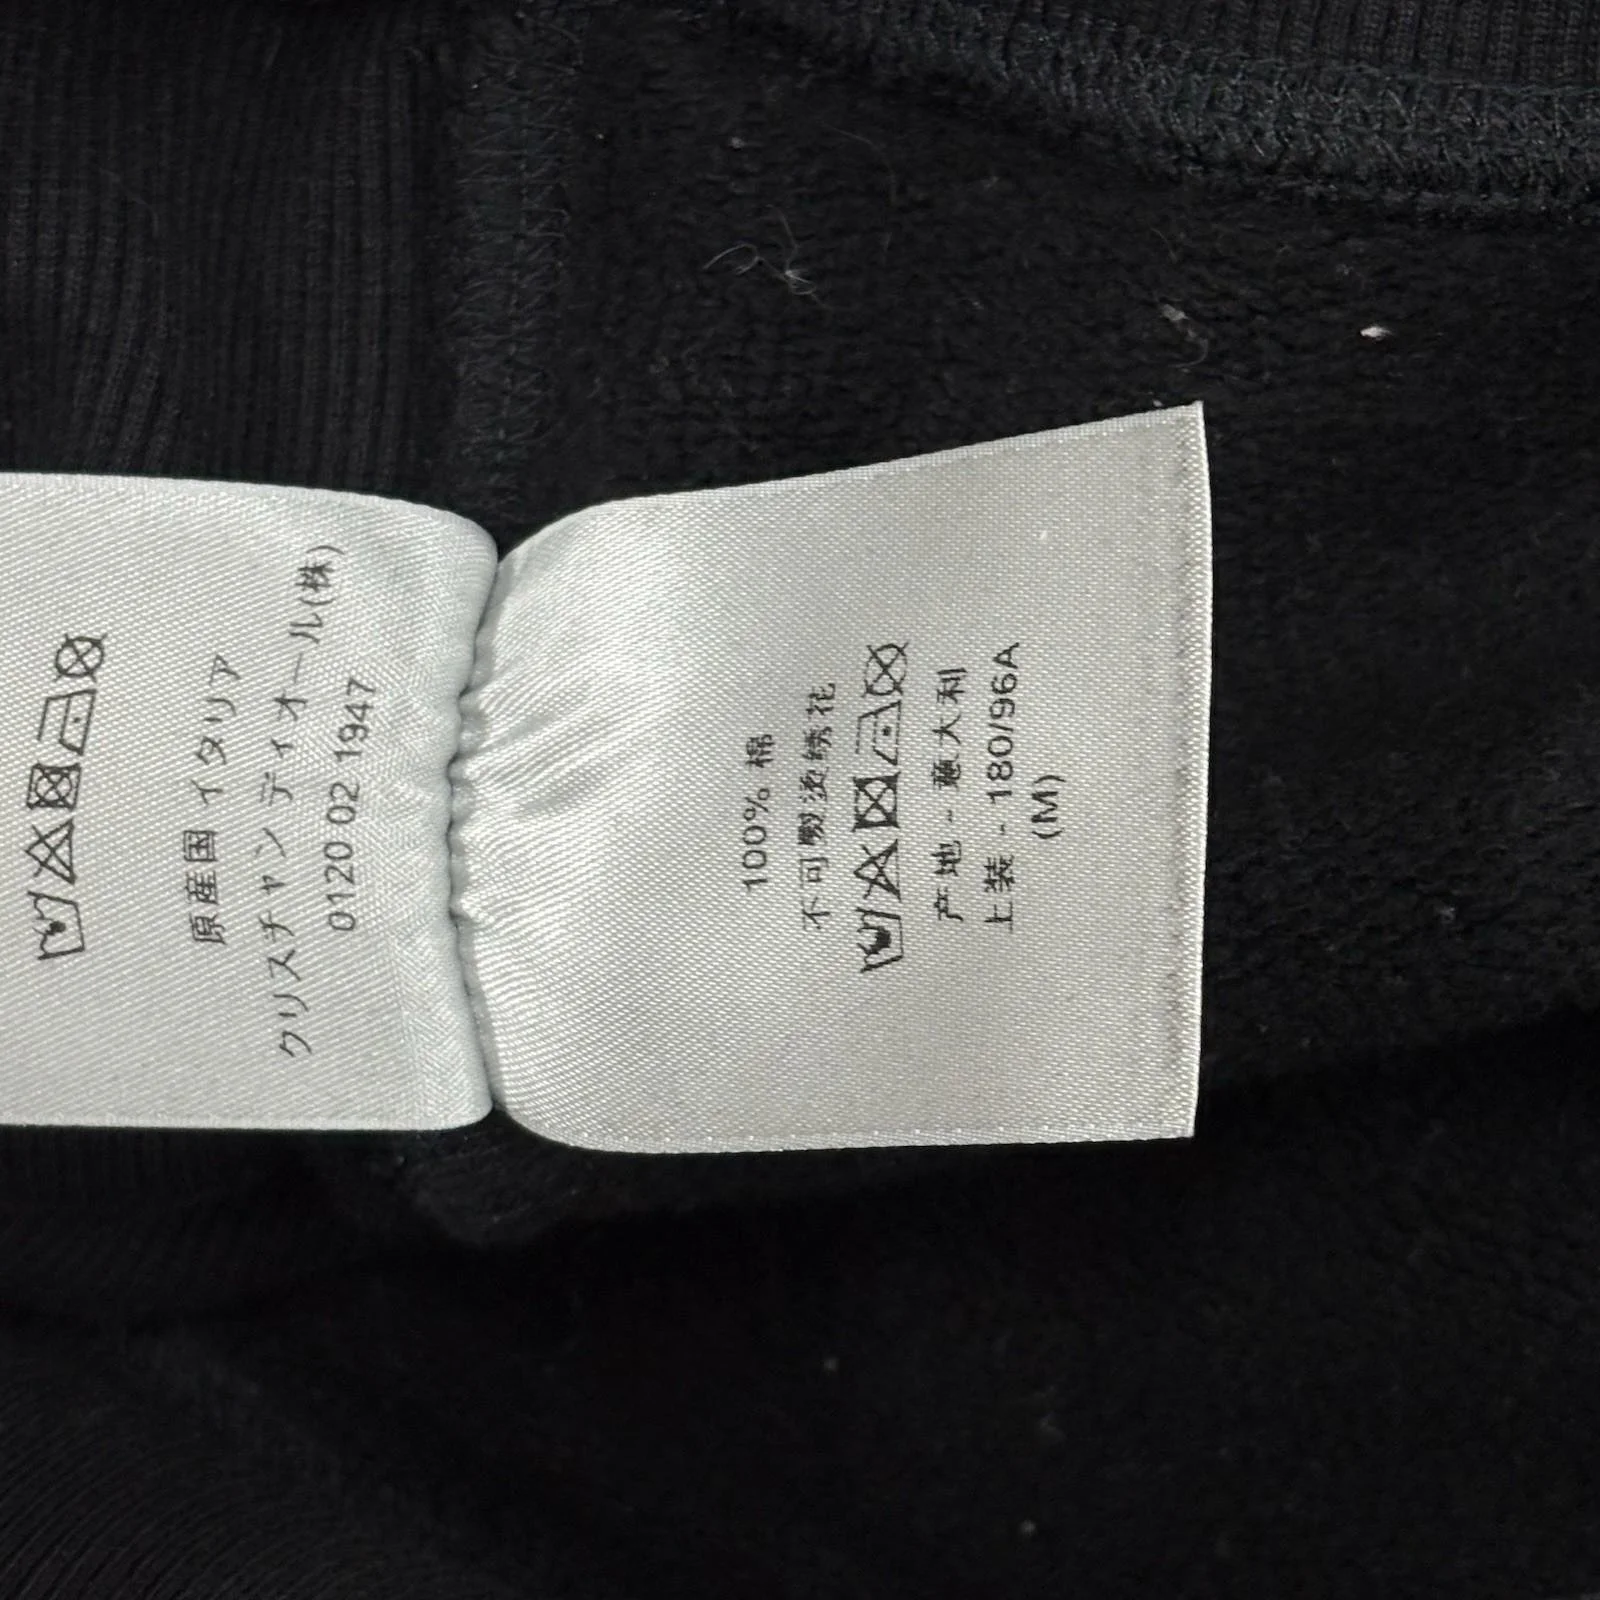 原産国 イタリア
クリスチャン ディオール(株)
0120 02 1947
100% 棉
不可熨烫绣花
产地 - 意大利
上装 - 180/96A
(M)